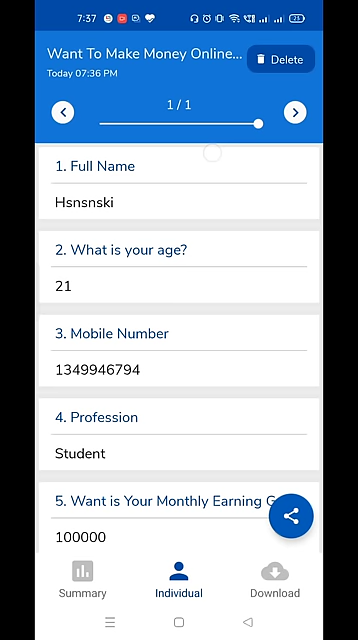 7:37
21
Want To Make Money Online...
Delete
Today 07:36 PM
1 / 1
1. Full Name
Hsnsnski
2. What is your age?
21
3. Mobile Number
1349946794
4. Profession
Student
5. Want is Your Monthly Earning G
100000
Summary
Individual
Download